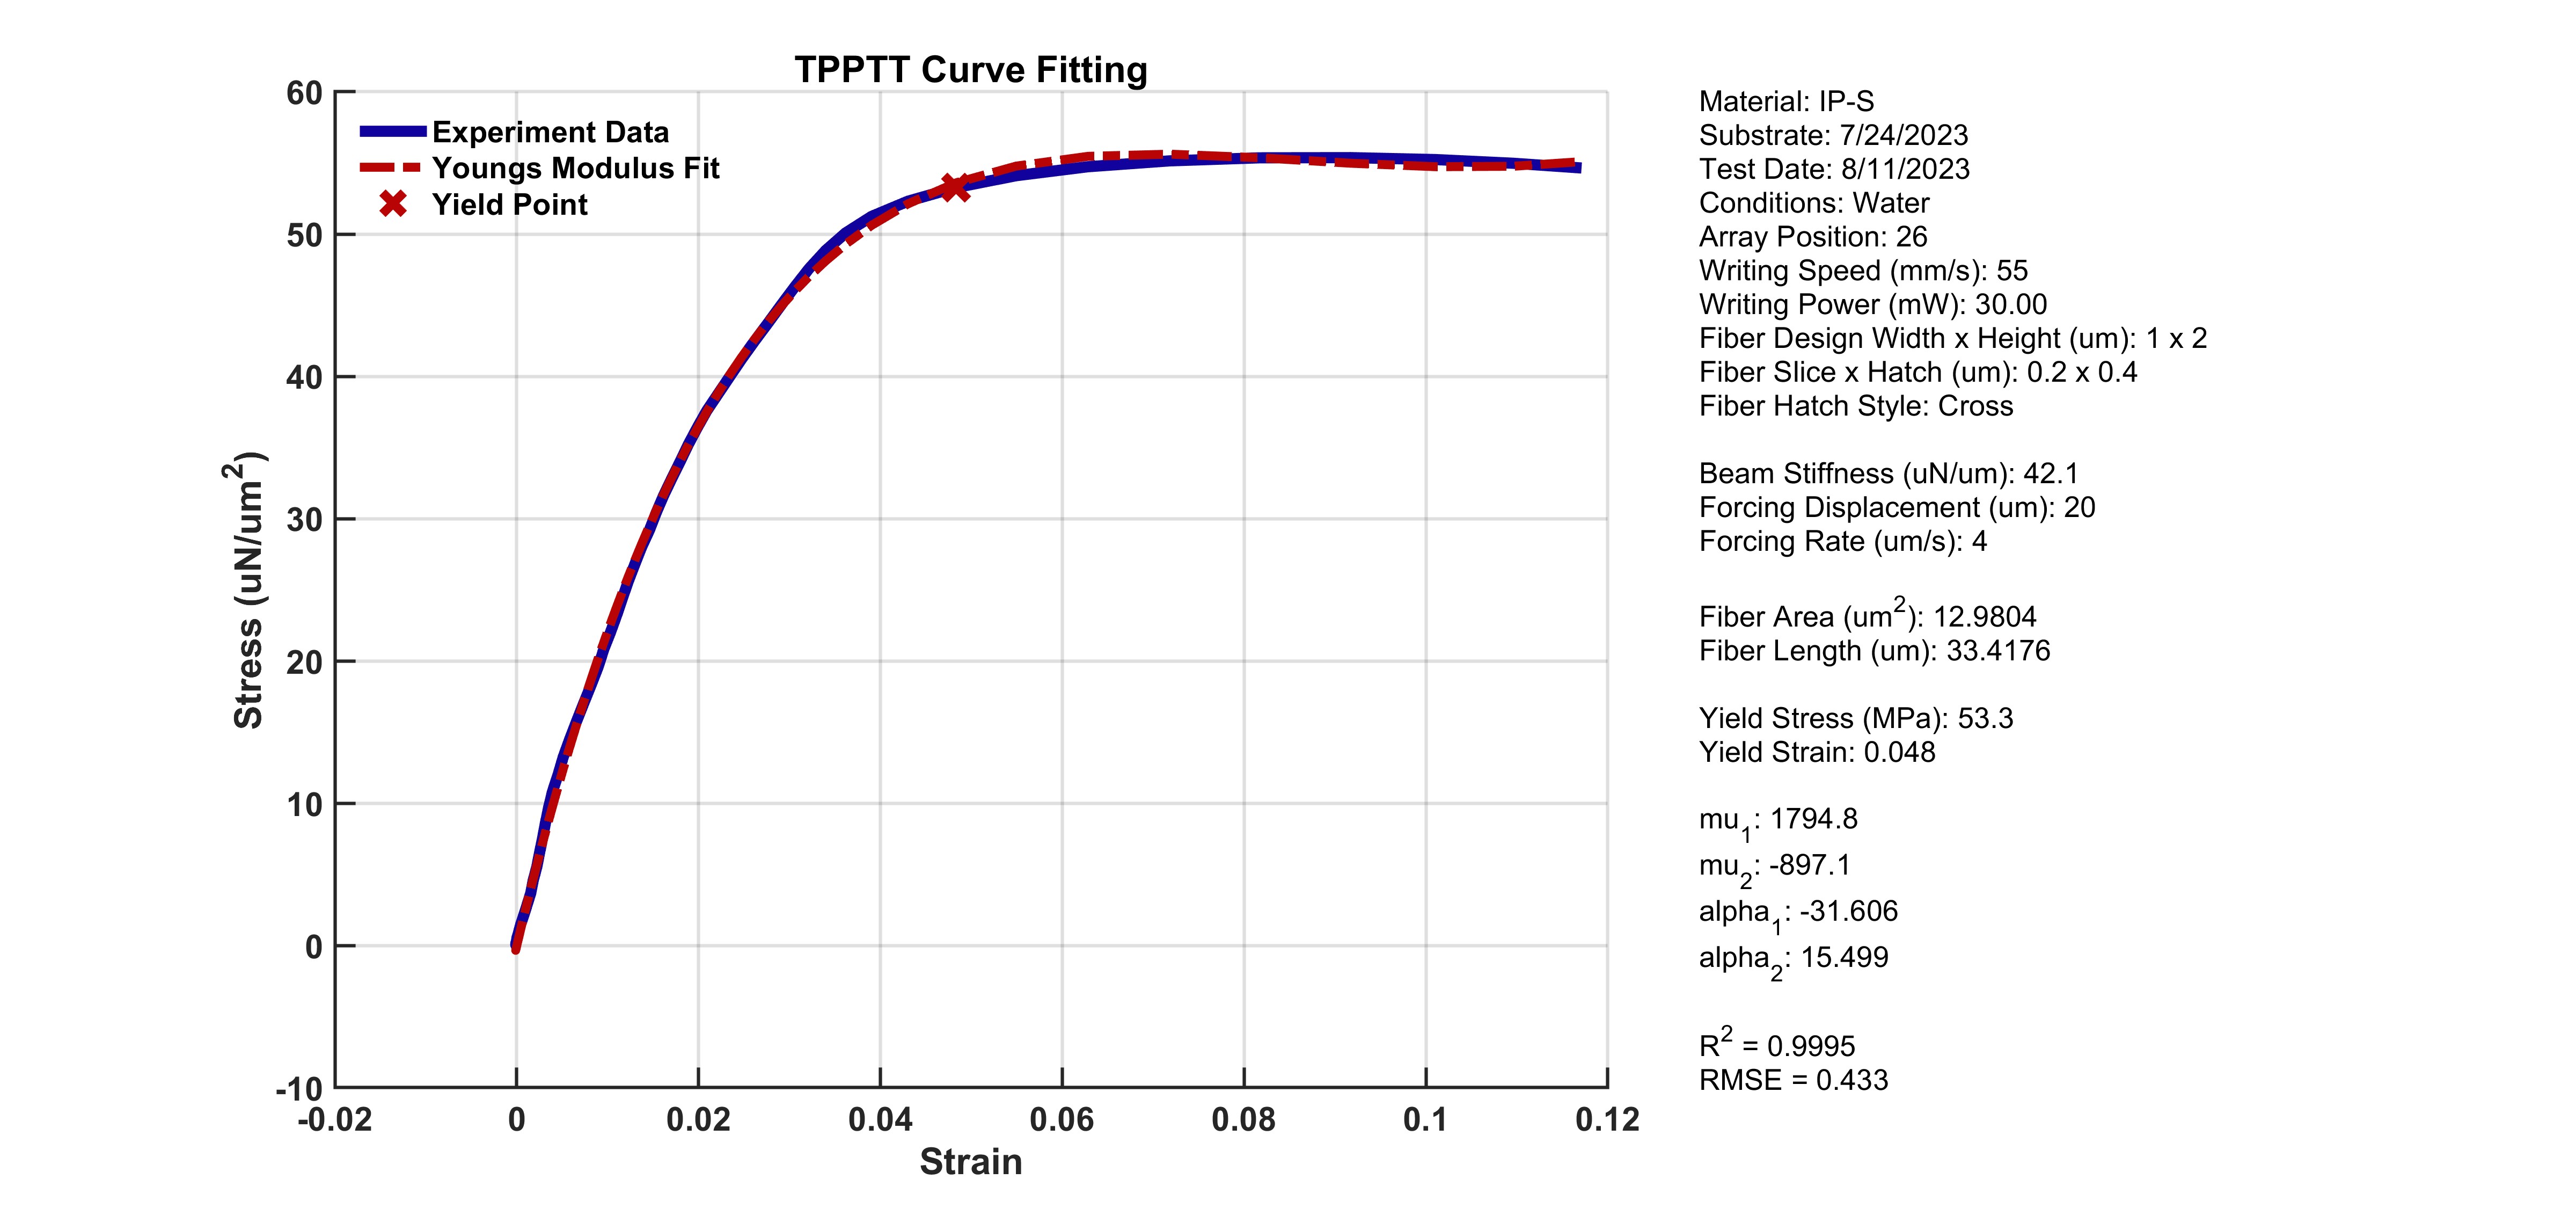 TPPTT Curve Fitting
60
50
40
30
20
10
0
-10
Stress (uN/um²)
Experiment Data
Youngs Modulus Fit
Yield Point
-0.02 0 0.02 0.04 0.06 0.08 0.1 0.12
Strain
Material: IP-S
Substrate: 7/24/2023
Test Date: 8/11/2023
Conditions: Water
Array Position: 26
Writing Speed (mm/s): 55
Writing Power (mW): 30.00
Fiber Design Width x Height (um): 1 x 2
Fiber Slice x Hatch (um): 0.2 x 0.4
Fiber Hatch Style: Cross
Beam Stiffness (uN/um): 42.1
Forcing Displacement (um): 20
Forcing Rate (um/s): 4
Fiber Area (um²): 12.9804
Fiber Length (um): 33.4176
Yield Stress (MPa): 53.3
Yield Strain: 0.048
mu₁: 1794.8
mu₂: -897.1
alpha₁: -31.606
alpha₂: 15.499
R² = 0.9995
RMSE = 0.433